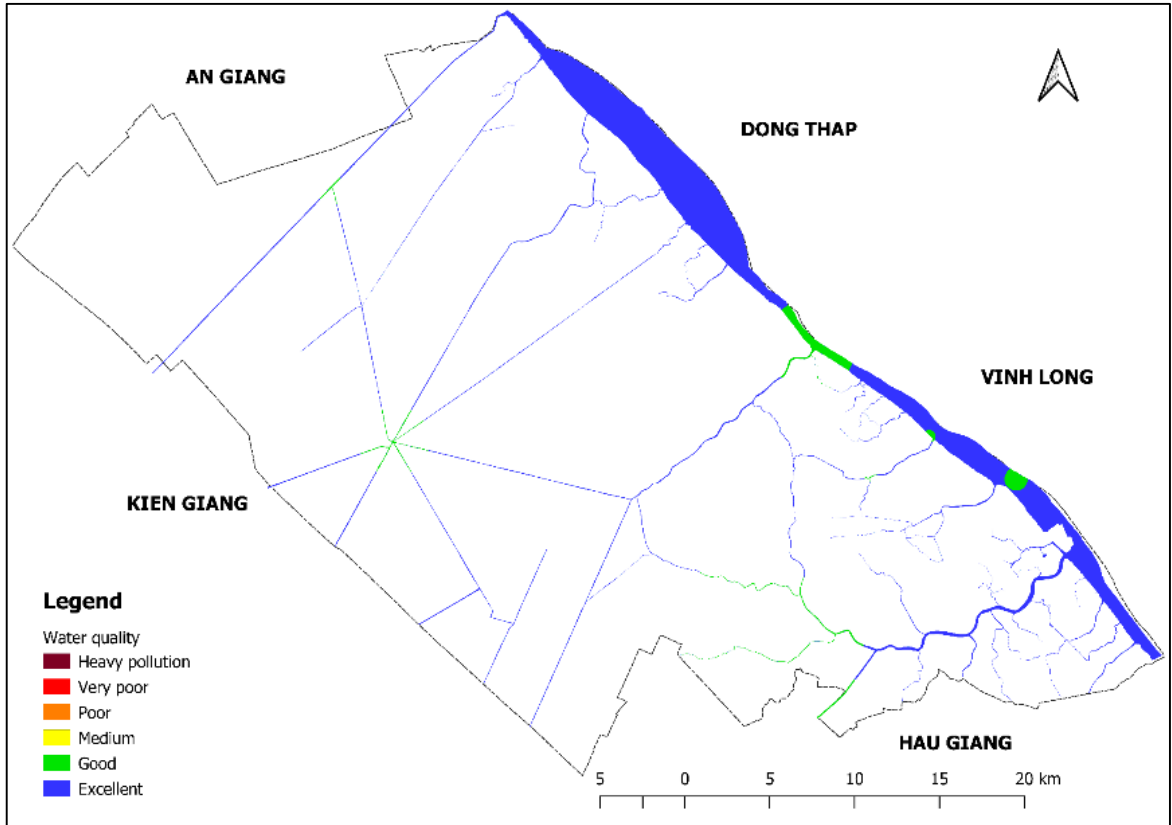 AN GIANG
DONG THAP
VINH LONG
KIEN GIANG
HAU GIANG
Legend
Water quality
Heavy pollution
Very poor
Poor
Medium
Good
Excellent
5 0 5 10 15 20 km